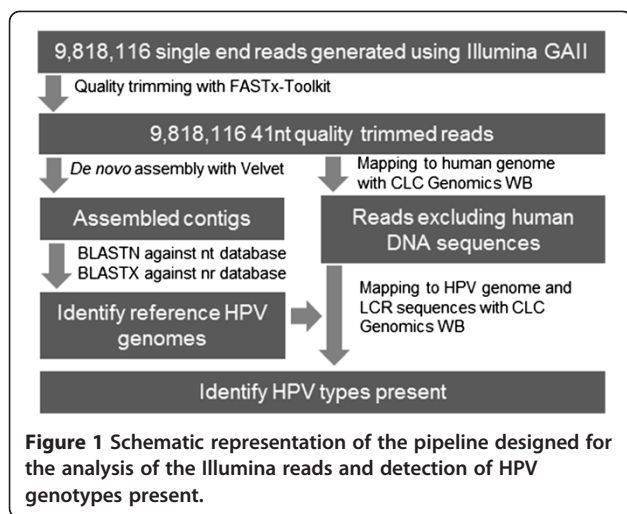 9,818,116 single end reads generated using Illumina GAII
Quality trimming with FASTx-Toolkit
9,818,116 41nt quality trimmed reads
De novo assembly with Velvet
Mapping to human genome
with CLC Genomics WB
Assembled contigs
Reads excluding human
DNA sequences
BLASTN against nt database
BLASTX against nr database
Mapping to HPV genome and
LCR sequences with CLC
Genomics WB
Identify reference HPV
genomes
Identify HPV types present
Figure 1 Schematic representation of the pipeline designed for
the analysis of the Illumina reads and detection of HPV
genotypes present.